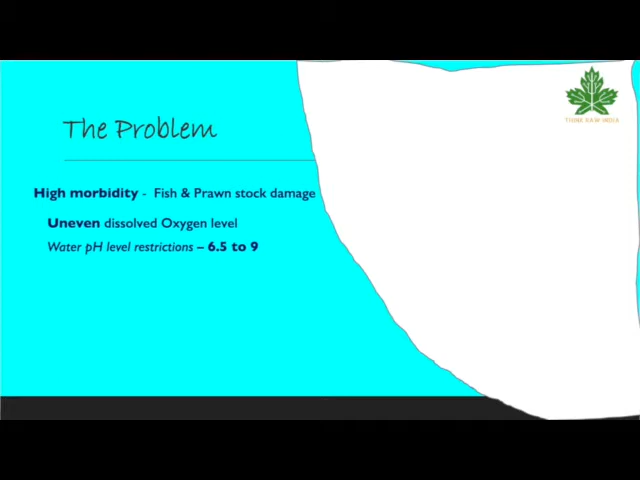 The Problem
High morbidity - Fish & Prawn stock damage
Uneven dissolved Oxygen level
Water pH level restrictions – 6.5 to 9